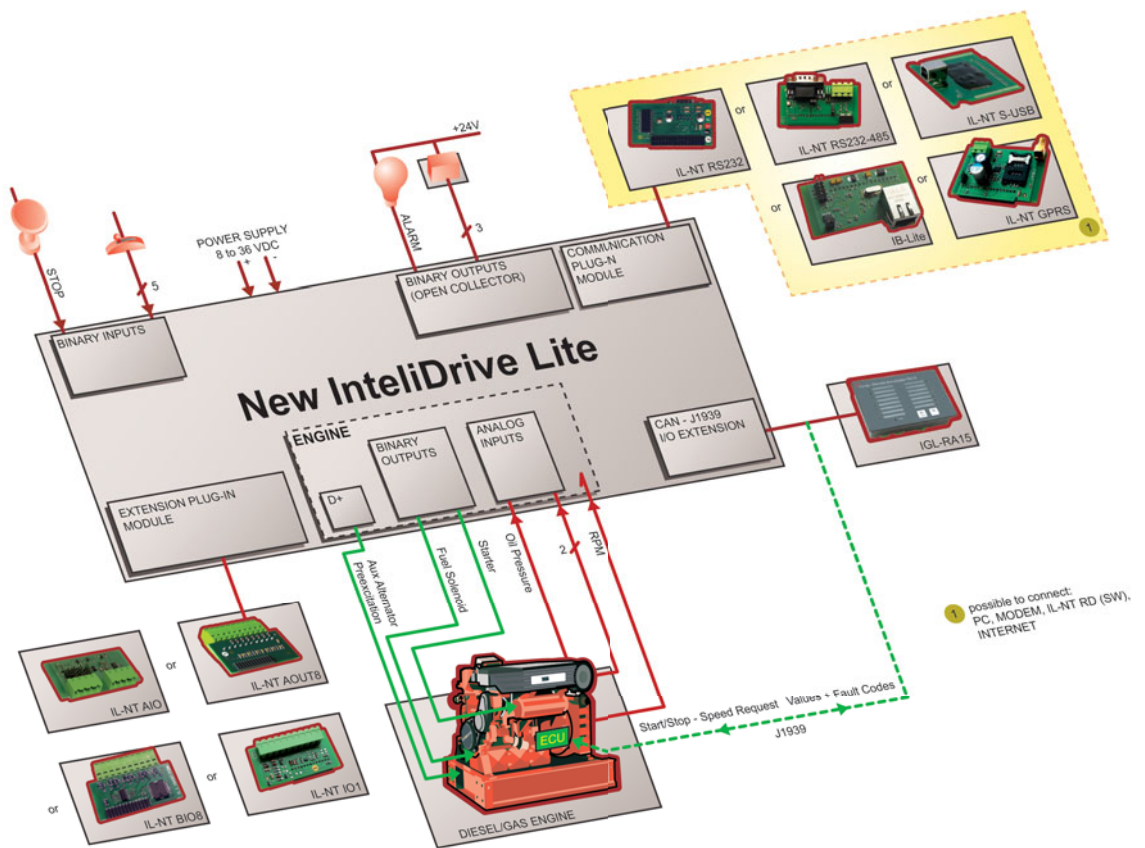 +24V
ALARM
3
STOP
5
POWER SUPPLY
8 to 36 VDC
+ -
IL-NT RS232
or
IL-NT RS232-485
or
IL-NT S-USB
or
IB-Lite
or
IL-NT GPRS
1
BINARY INPUTS
BINARY OUTPUTS
(OPEN COLLECTOR)
COMMUNICATION
PLUG-N
MODULE
New InteliDrive Lite
ENGINE
D+
BINARY
OUTPUTS
ANALOG
INPUTS
CAN - J1939
I/O EXTENSION
IGL-RA15
EXTENSION PLUG-IN
MODULE
Aux Alternator
Preexcitation
Fuel Solenoid
Starter
Oil Pressure
2
RPM
IL-NT AIO
or
IL-NT AOUT8
or
IL-NT BIO8
or
IL-NT IO1
ECU
DIESEL/GAS ENGINE
Start/Stop - Speed Request Values + Fault Codes
J1939
1 possible to connect:
PC, MODEM, IL-NT RD (SW),
INTERNET